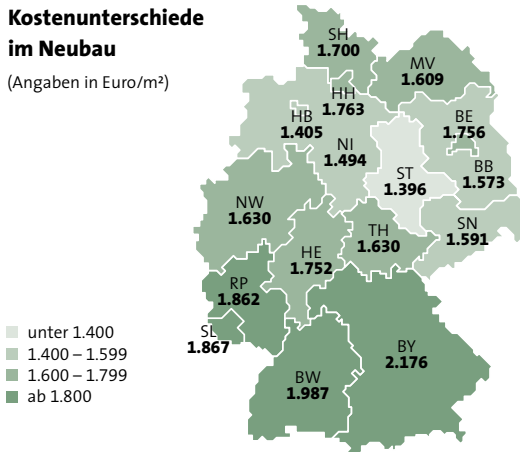 Kostenunterschiede
im Neubau
(Angaben in Euro/m²)
SH
1.700
MV
1.609
HH
1.763
HB
1.405
BE
1.756
NI
1.494
ST
1.396
BB
1.573
NW
1.630
SN
1.591
TH
1.630
HE
1.752
RP
1.862
SL
1.867
BY
2.176
BW
1.987
unter 1.400
1.400 – 1.599
1.600 – 1.799
ab 1.800